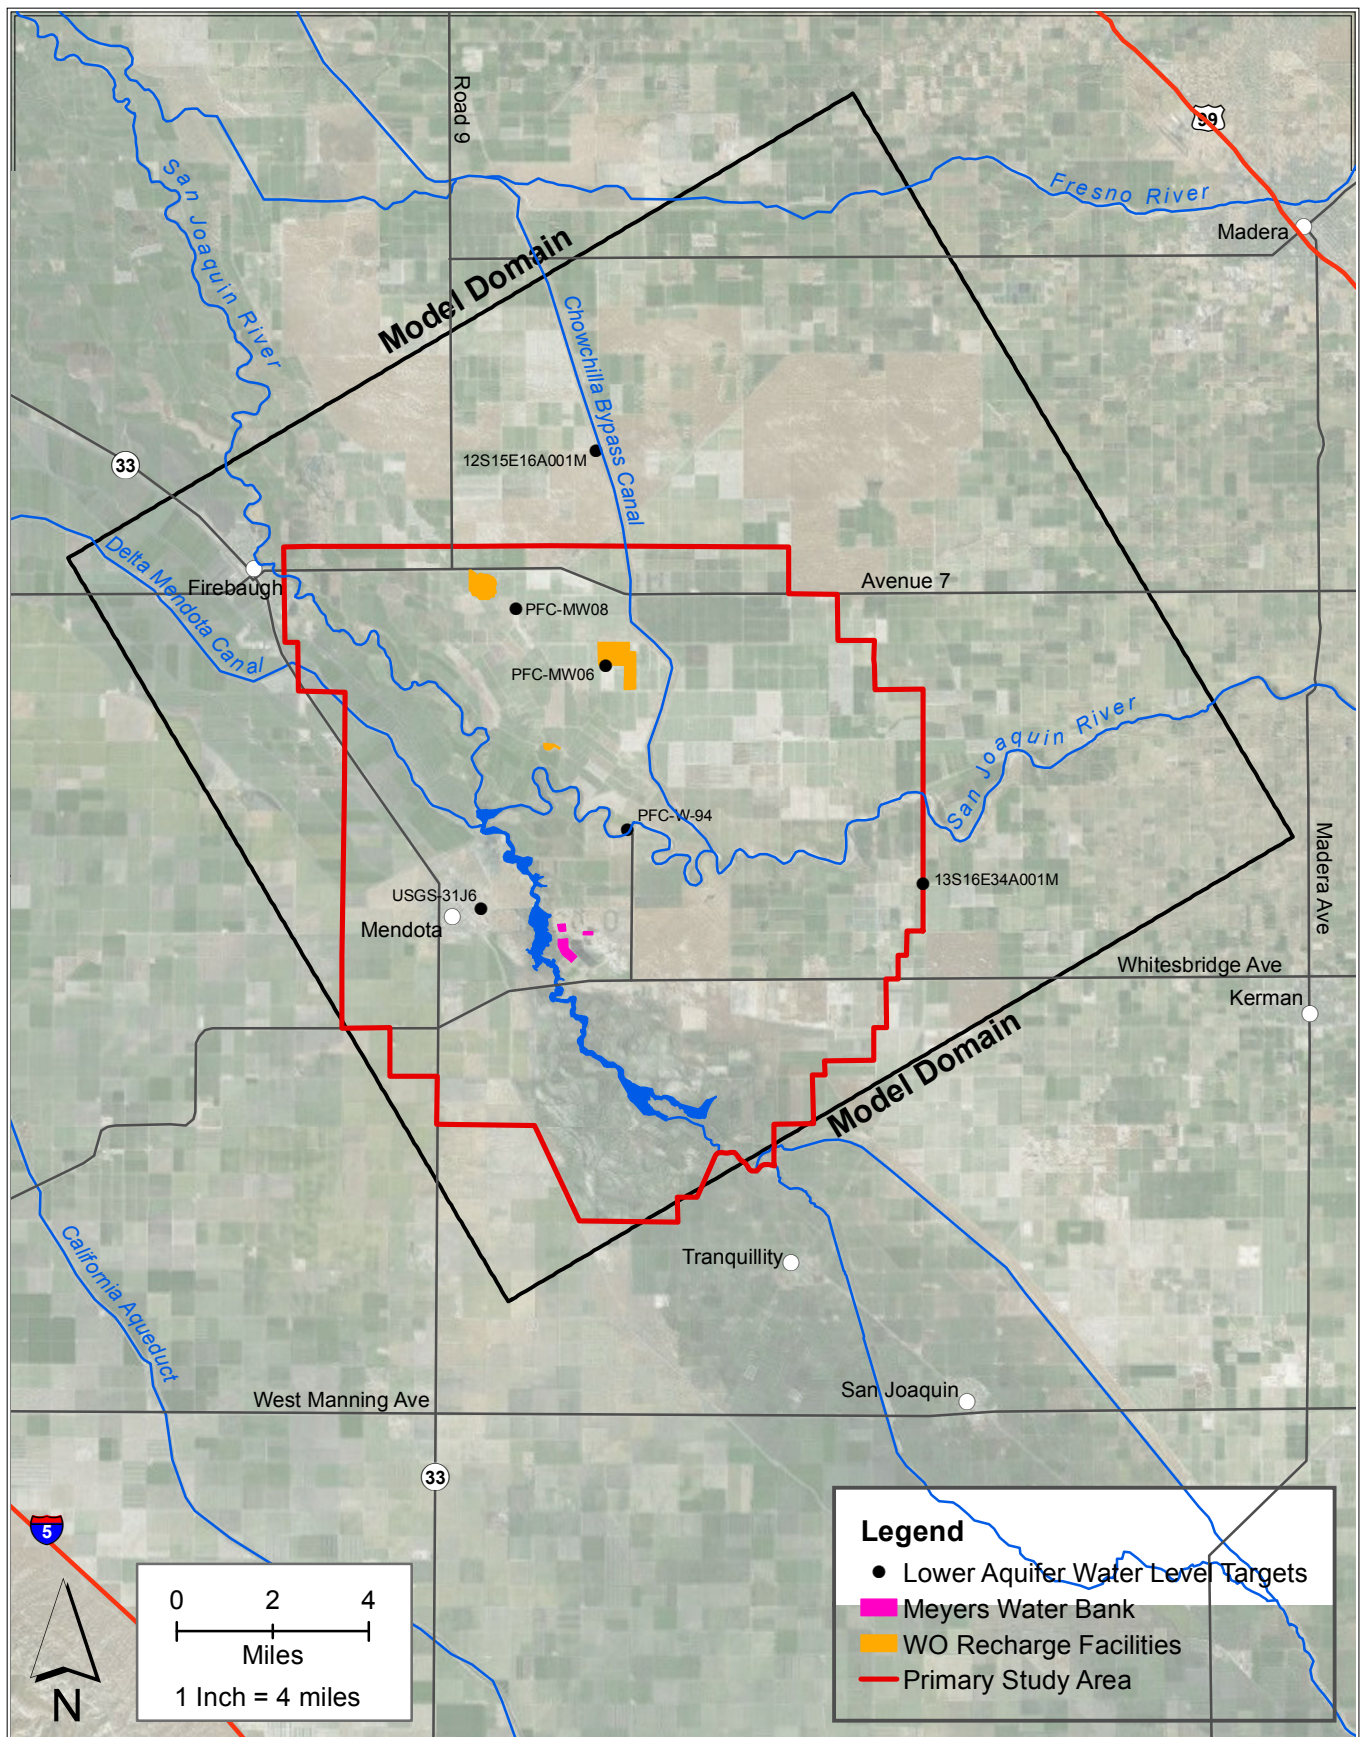 Road 9
99
San Joaquin River
Fresno River
Madera
Model Domain
Chowchilla Bypass Canal
12S15E16A001M
33
Delta Mendota Canal
Firebaugh
Avenue 7
PFC-MW08
PFC-MW06
San Joaquin River
PFC-W-94
13S16E34A001M
USGS-31J6
Mendota
Madera Ave
Whitesbridge Ave
Kerman
Model Domain
Tranquillity
California Aqueduct
San Joaquin
West Manning Ave
33
5
N
0 2 4
Miles
1 Inch = 4 miles
Legend
Lower Aquifer Water Level Targets
Meyers Water Bank
WO Recharge Facilities
Primary Study Area